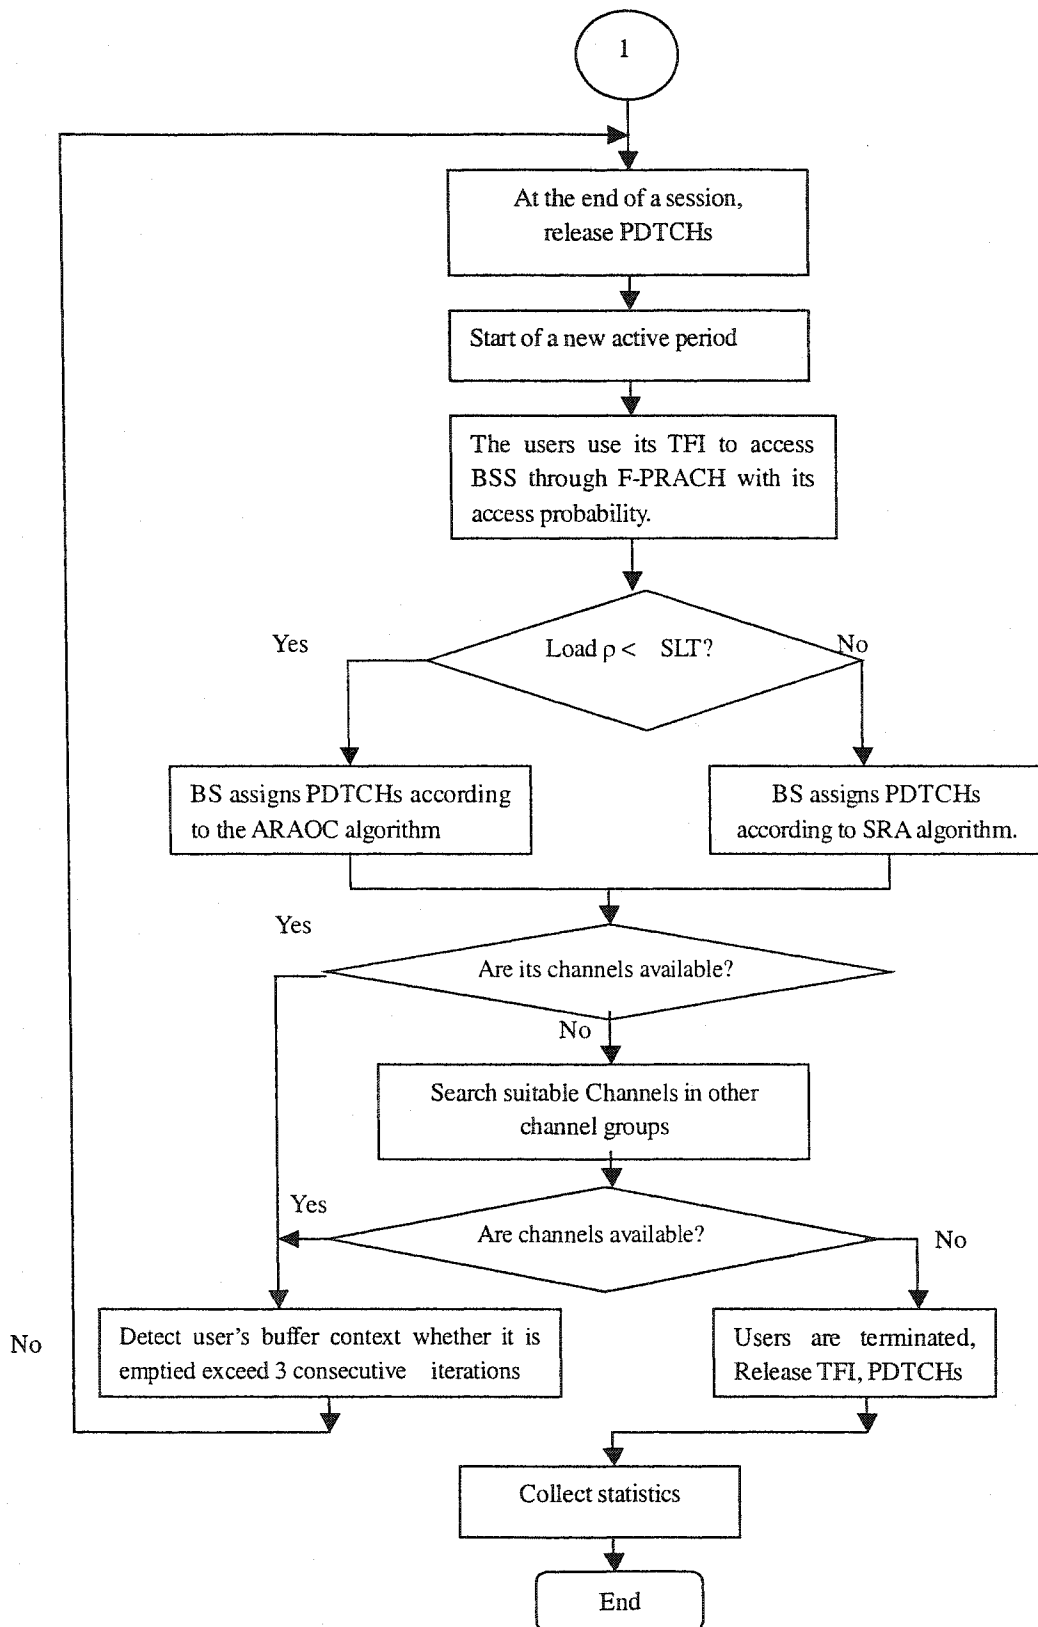 1
At the end of a session,
release PDTCHs
Start of a new active period
The users use its TFI to access
BSS through F-PRACH with its
access probability.
Yes
Load ρ < SLT?
No
BS assigns PDTCHs according
to the ARAOC algorithm
BS assigns PDTCHs
according to SRA algorithm.
Yes
Are its channels available?
No
Search suitable Channels in other
channel groups
Yes
Are channels available?
No
No
Detect user's buffer context whether it is
emptied exceed 3 consecutive iterations
Users are terminated,
Release TFI, PDTCHs
Collect statistics
End